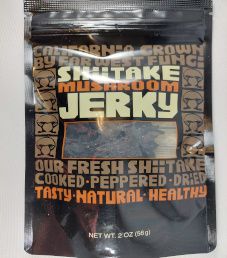 CALIFORNIA GROWN
BY FAR WEST FUNGI
SHIITAKE
MUSHROOM
JERKY
OUR FRESH SHIITAKE
COOKED·PEPPERED·DRIED
TASTY·NATURAL·HEALTHY
NET WT. 2 OZ (56g)